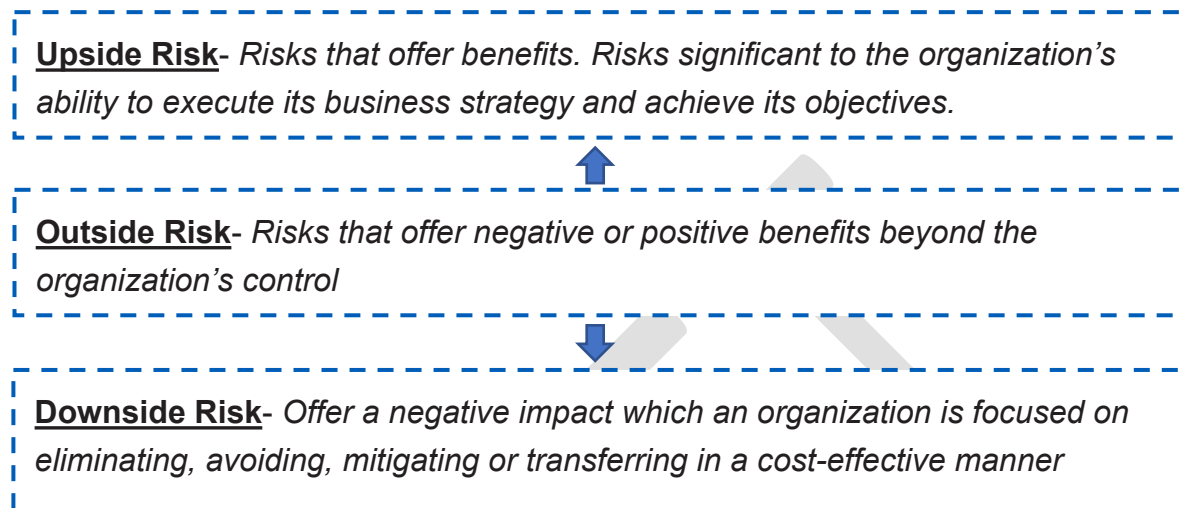 Upside Risk- Risks that offer benefits. Risks significant to the organization’s
ability to execute its business strategy and achieve its objectives.
Outside Risk- Risks that offer negative or positive benefits beyond the
organization’s control
Downside Risk- Offer a negative impact which an organization is focused on
eliminating, avoiding, mitigating or transferring in a cost-effective manner